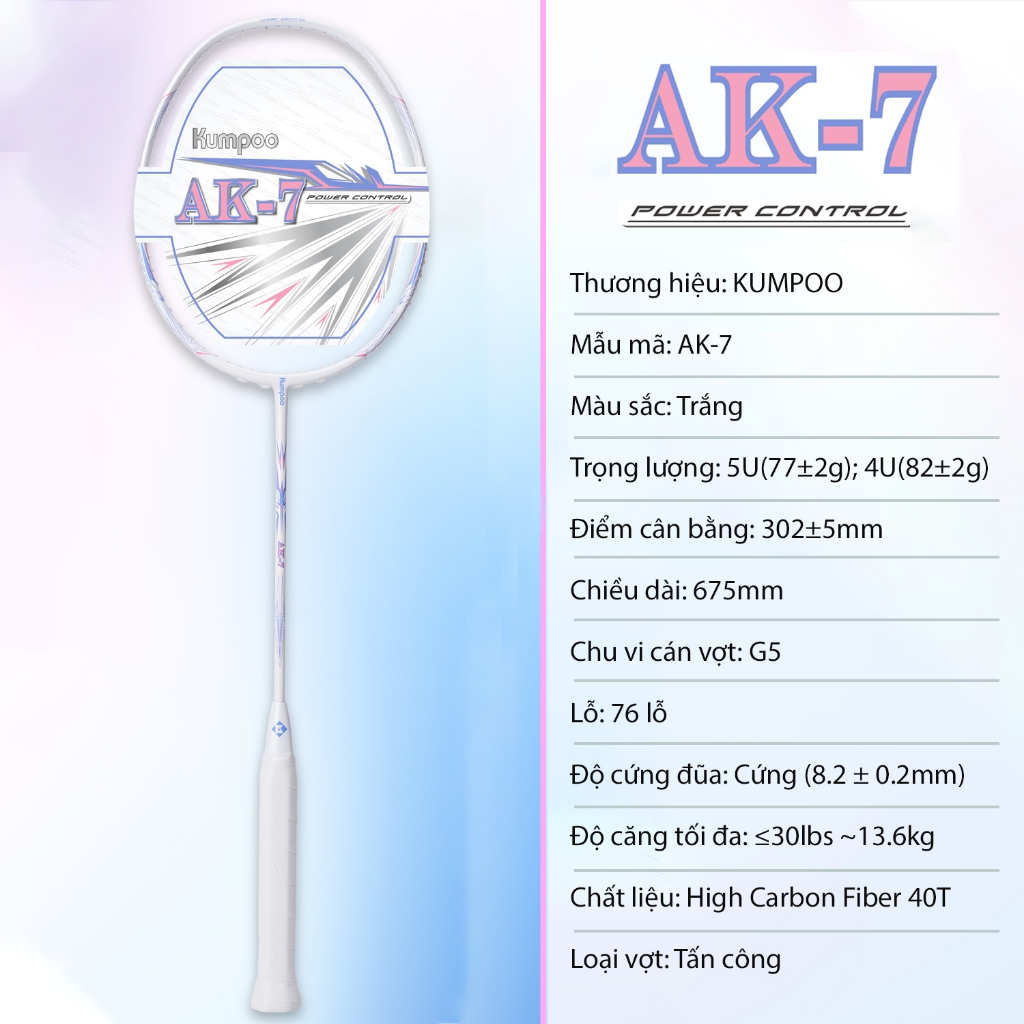 Kumpoo
AK-7 POWER CONTROL
Kumpoo
AK-7
AK-7
POWER CONTROL
Thương hiệu: KUMPOO
Mẫu mã: AK-7
Màu sắc: Trắng
Trọng lượng: 5U(77±2g); 4U(82±2g)
Điểm cân bằng: 302±5mm
Chiều dài: 675mm
Chu vi cán vợt: G5
Lỗ: 76 lỗ
Độ cứng đũa: Cứng (8.2 ± 0.2mm)
Độ căng tối đa: ≤30lbs ~13.6kg
Chất liệu: High Carbon Fiber 40T
Loại vợt: Tấn công